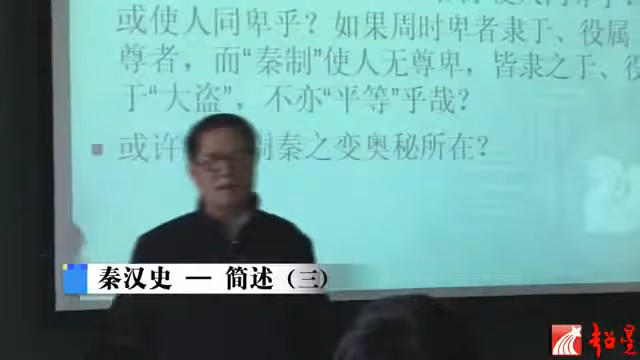 或使人同卑乎？如果周时卑者隶于、役属
尊者，而“秦制”使人无尊卑，皆隶之于、役
于“大盗”，不亦“平等”乎哉？
或许
制秦之变奥秘所在？
秦汉史 — 简述（三）
超星